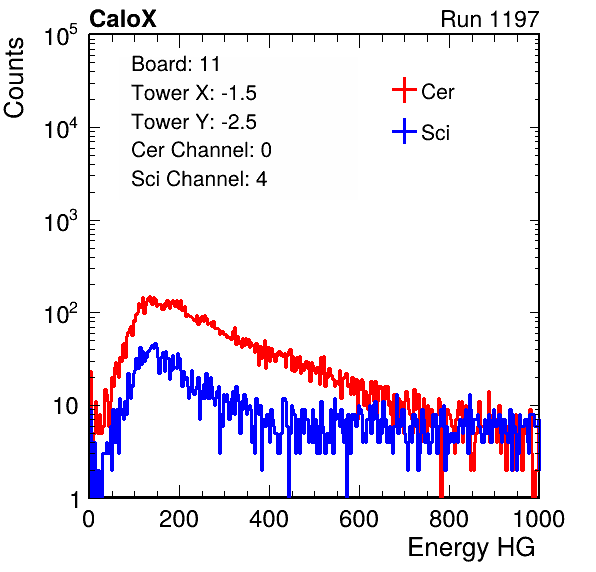 CaloX Run 1197
Counts
Board: 11
Tower X: -1.5
Tower Y: -2.5
Cer Channel: 0
Sci Channel: 4
Cer
Sci
10^5
10^4
10^3
10^2
10
1
0 200 400 600 800 1000
Energy HG